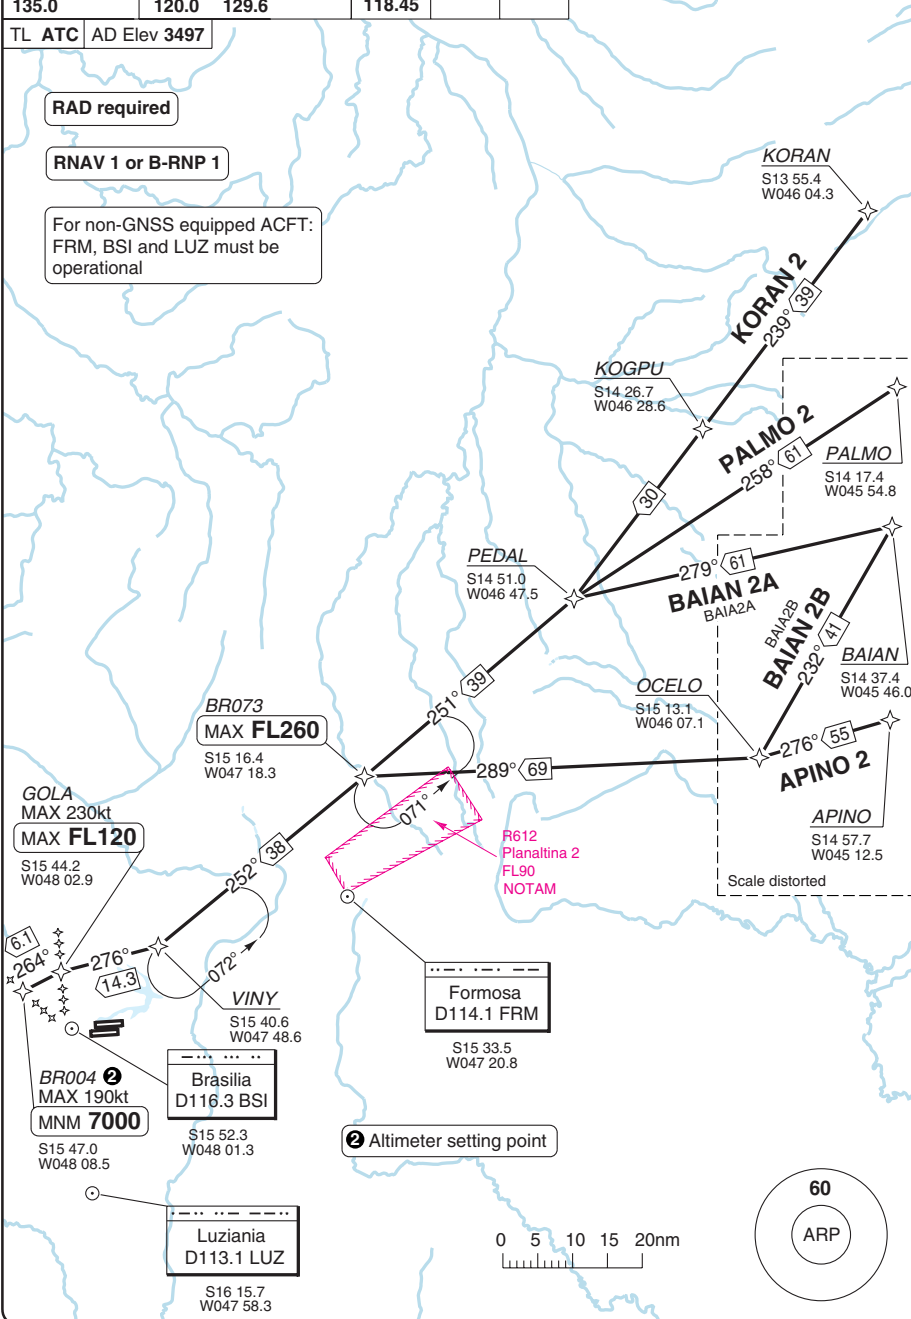 135.0 120.0 129.6 118.45
TL ATC AD Elev 3497
RAD required
RNAV 1 or B-RNP 1
For non-GNSS equipped ACFT:
FRM, BSI and LUZ must be
operational
KORAN
S13 55.4
W046 04.3
KORAN 2
239° 39
KOGPU
S14 26.7
W046 28.6
30
PALMO 2
258° 61
PALMO
S14 17.4
W045 54.8
PEDAL
S14 51.0
W046 47.5
279° 61
BAIAN 2A
BAIA2A
BAIA2B
BAIAN 2B
232° 41
BAIAN
S14 37.4
W045 46.0
OCELO
S15 13.1
W046 07.1
276° 55
APINO 2
APINO
S14 57.7
W045 12.5
Scale distorted
251° 39
BR073
MAX FL260
S15 16.4
W047 18.3
289° 69
071°
R612
Planaltina 2
FL90
NOTAM
GOLA
MAX 230kt
MAX FL120
S15 44.2
W048 02.9
252° 38
072°
6.1
264°
276°
14.3
VINY
S15 40.6
W047 48.6
Formosa
D114.1 FRM
S15 33.5
W047 20.8
BR004 2
MAX 190kt
MNM 7000
S15 47.0
W048 08.5
Brasilia
D116.3 BSI
S15 52.3
W048 01.3
2 Altimeter setting point
Luziania
D113.1 LUZ
S16 15.7
W047 58.3
0 5 10 15 20nm
60
ARP